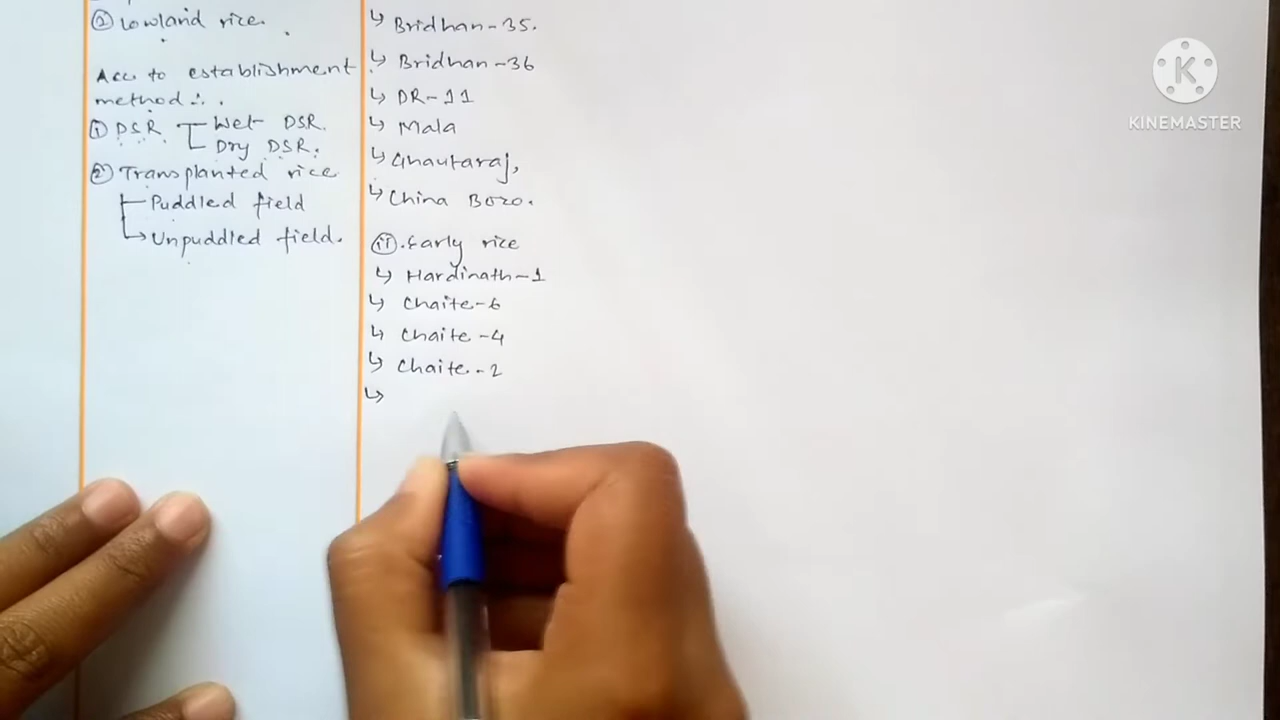 ② Lowland rice.
Acc. to establishment
method :.
① DSR Wet DSR.
Dry DSR.
② Transplanted rice
Puddled field
Unpuddled field.
↳ Bridhan-35.
↳ Bridhan-36
↳ DR-11
↳ Mala
↳ Ghautaraj,
↳ China Boro.
ⅱ. Early rice
↳ Hardinath-1
↳ Chaite-6
↳ Chaite-4
↳ Chaite-2
↳
K
KINEMASTER